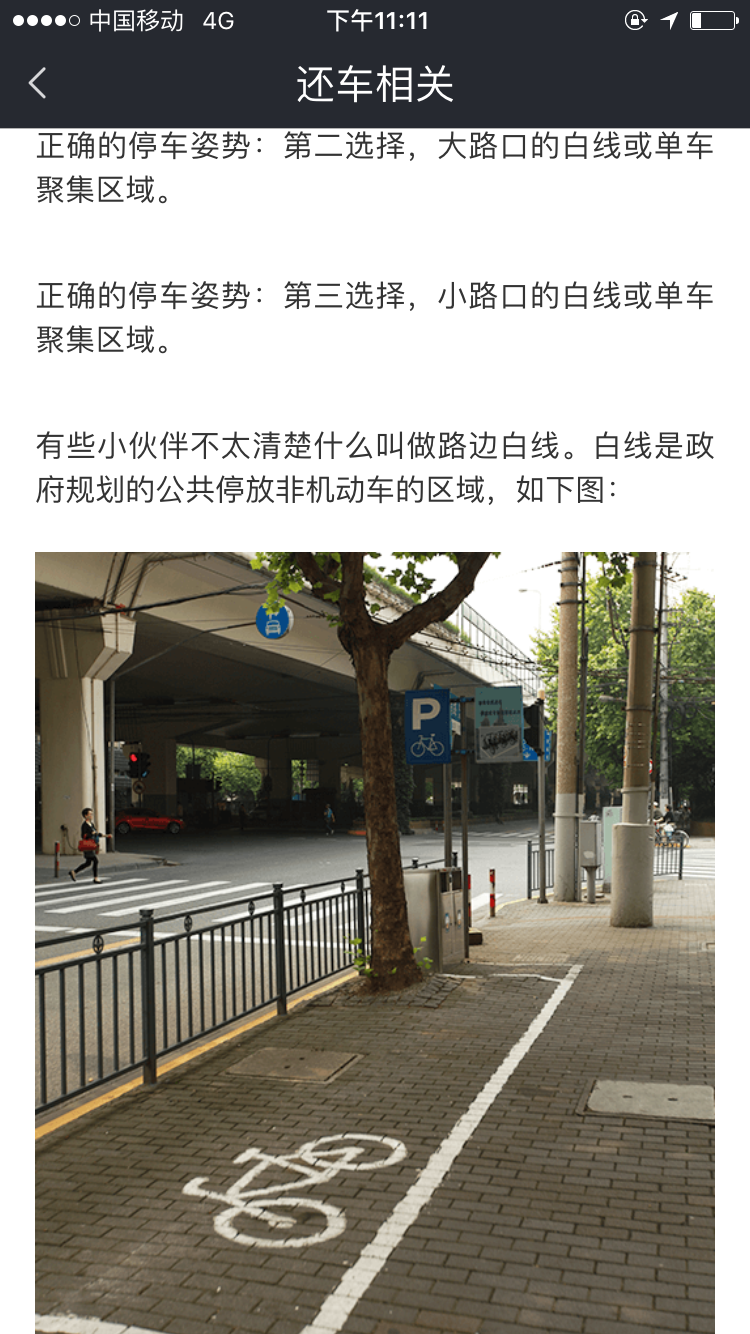 中国移动 4G 下午11:11
还车相关
正确的停车姿势：第二选择，大路口的白线或单车
聚集区域。
正确的停车姿势：第三选择，小路口的白线或单车
聚集区域。
有些小伙伴不太清楚什么叫做路边白线。白线是政
府规划的公共停放非机动车的区域，如下图：
P